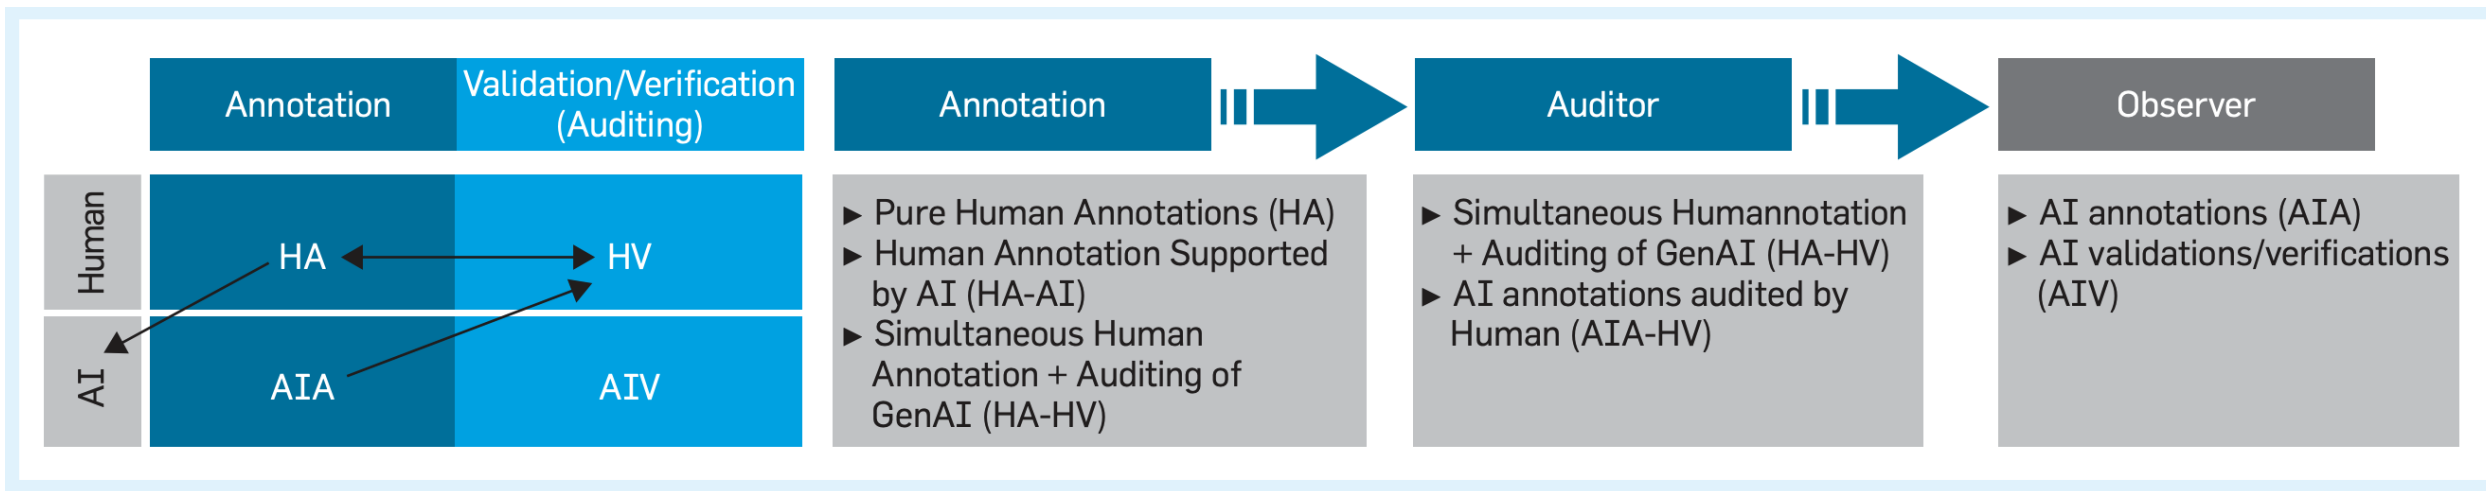 Annotation
Validation/Verification
(Auditing)
Human
HA
HV
AI
AIA
AIV
Annotation
► Pure Human Annotations (HA)
► Human Annotation Supported
by AI (HA-AI)
► Simultaneous Human
Annotation + Auditing of
GenAI (HA-HV)
Auditor
► Simultaneous Humannotation
+ Auditing of GenAI (HA-HV)
► AI annotations audited by
Human (AIA-HV)
Observer
► AI annotations (AIA)
► AI validations/verifications
(AIV)